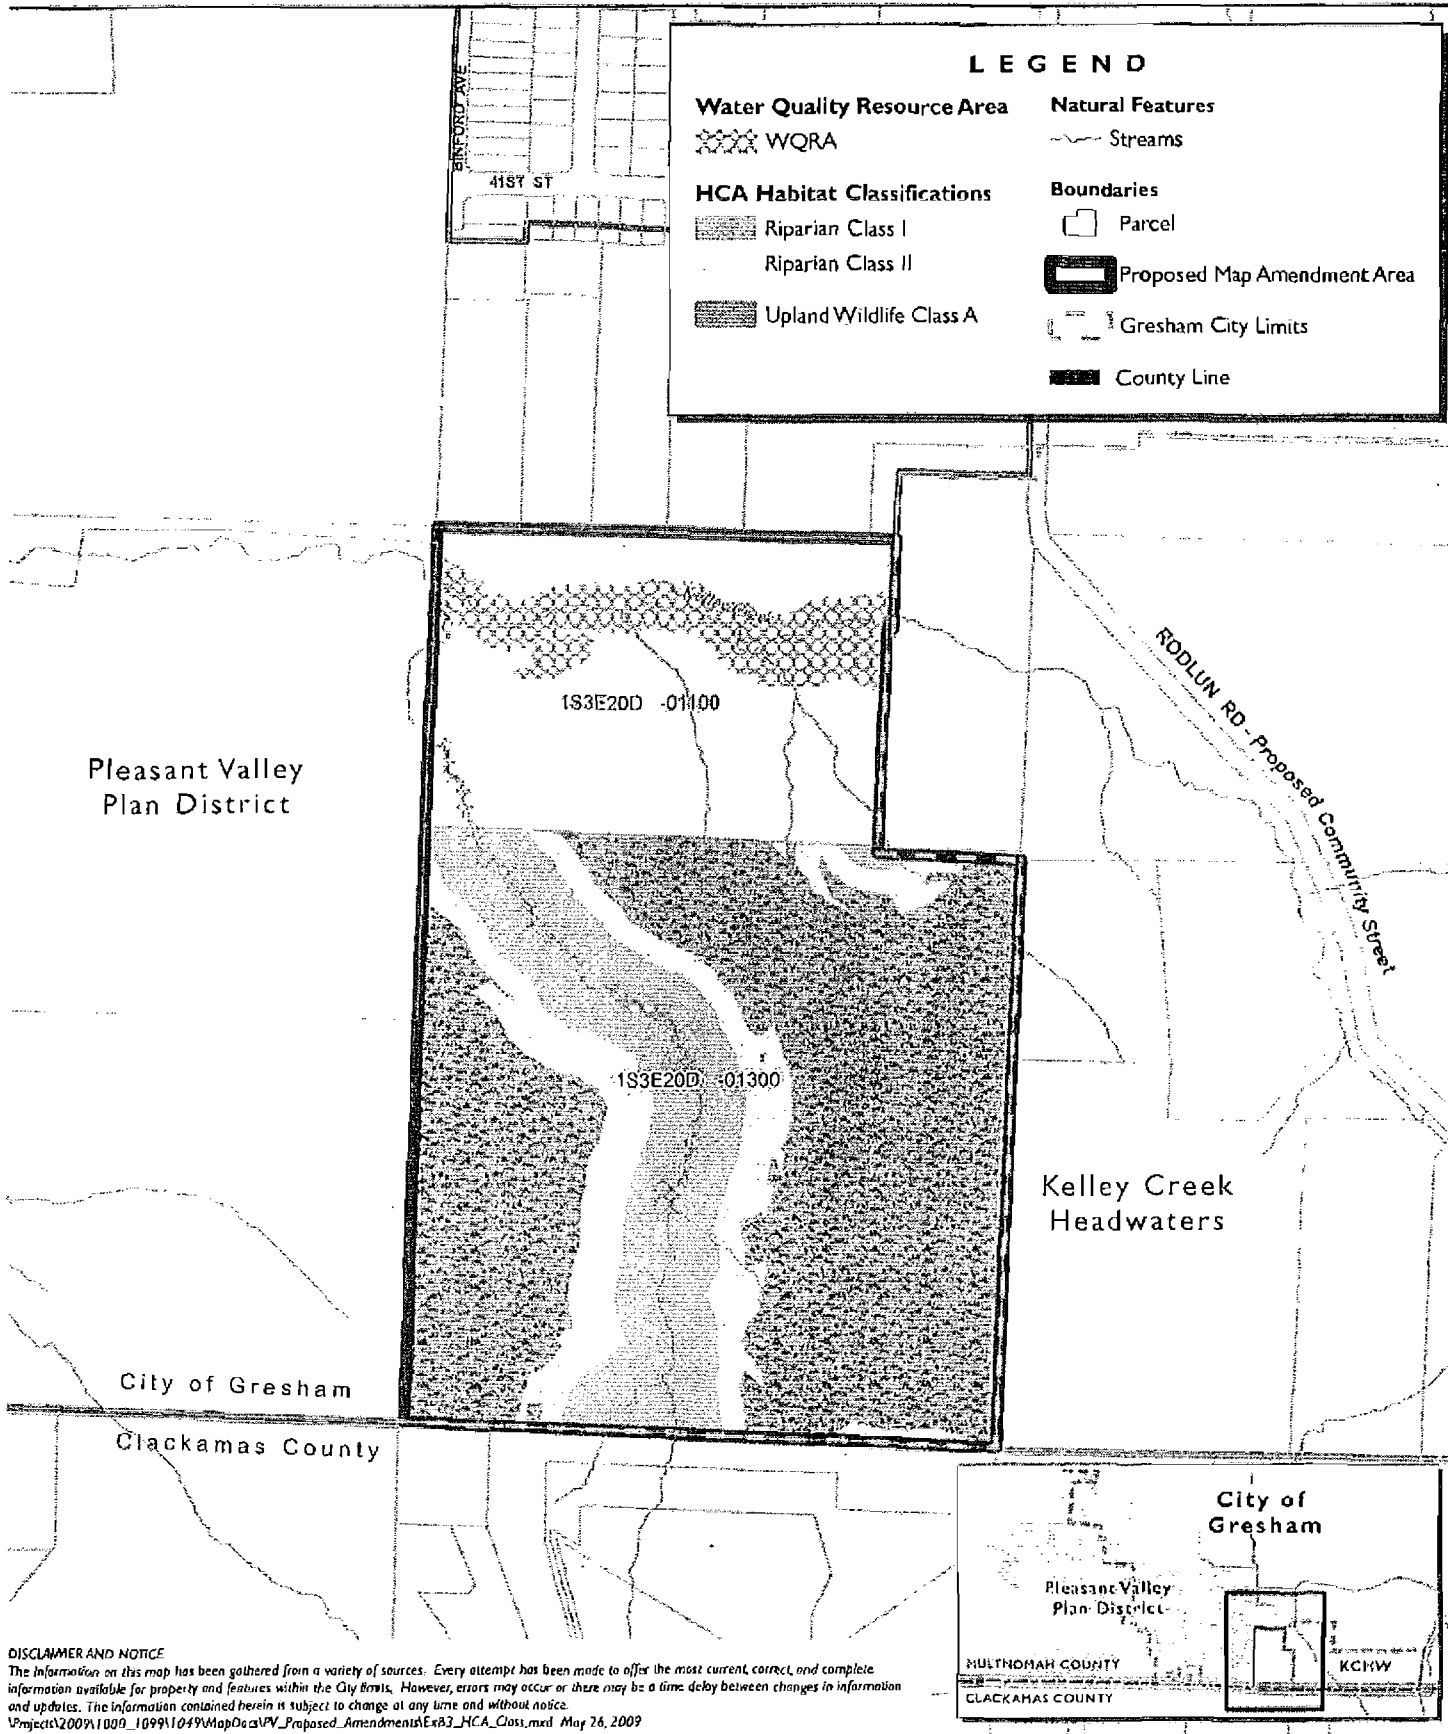 BINFORD AVE
41ST ST
LEGEND
Water Quality Resource Area
WQRA
HCA Habitat Classifications
Riparian Class I
Riparian Class II
Upland Wildlife Class A
Natural Features
Streams
Boundaries
Parcel
Proposed Map Amendment Area
Gresham City Limits
County Line
RODLUN RD - Proposed Community Street
1S3E20D -01100
Pleasant Valley
Plan District
1S3E20D -01300
Kelley Creek
Headwaters
City of Gresham
Clackamas County
City of
Gresham
Pleasant Valley
Plan District
MULTNOMAH COUNTY
KCHW
CLACKAMAS COUNTY
DISCLAIMER AND NOTICE
The information on this map has been gathered from a variety of sources. Every attempt has been made to offer the most current, correct, and complete
information available for property and features within the City limits. However, errors may occur or there may be a time delay between changes in information
and updates. The information contained herein is subject to change at any time and without notice.
\Projects\2009\1000_1099\1049\MapDocs\PV_Proposed_Amendments\ExB3_HCA_Class.mxd May 26, 2009